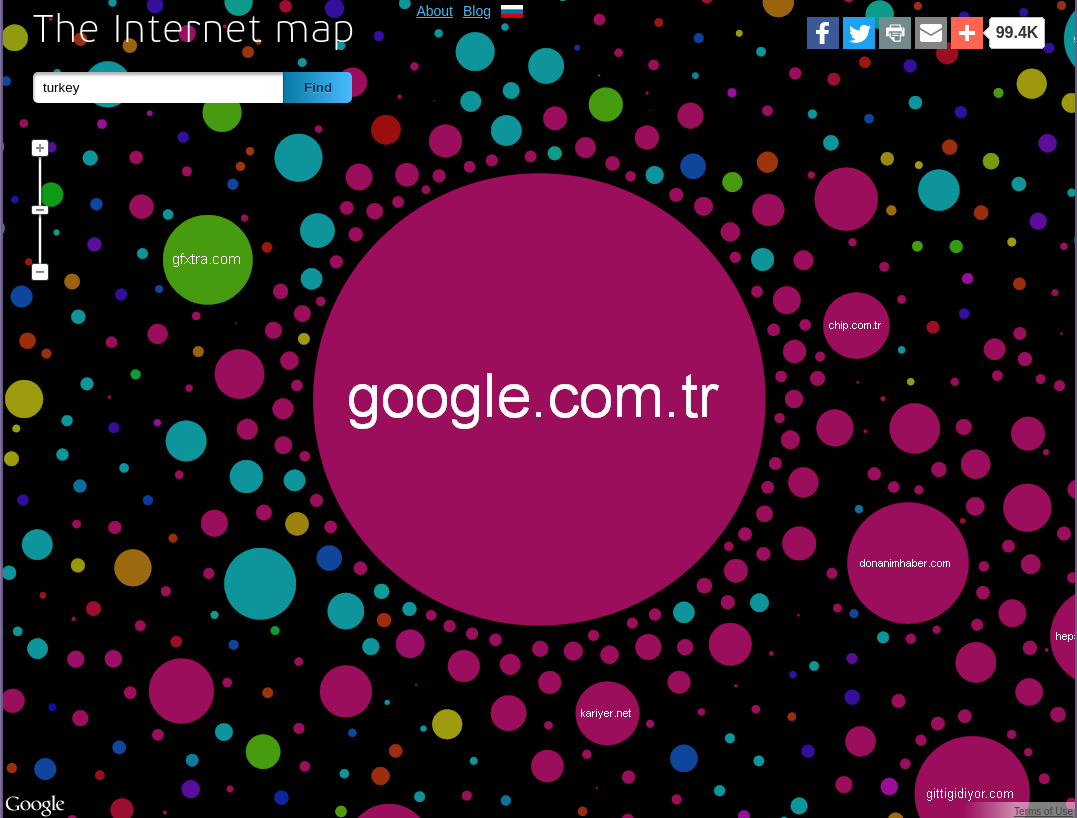 About Blog
The Internet map
99.4K
turkey
Find
gfxtra.com
chip.com.tr
google.com.tr
donanimhaber.com
kariyer.net
gittigidiyor.com
Google
Terms of Use